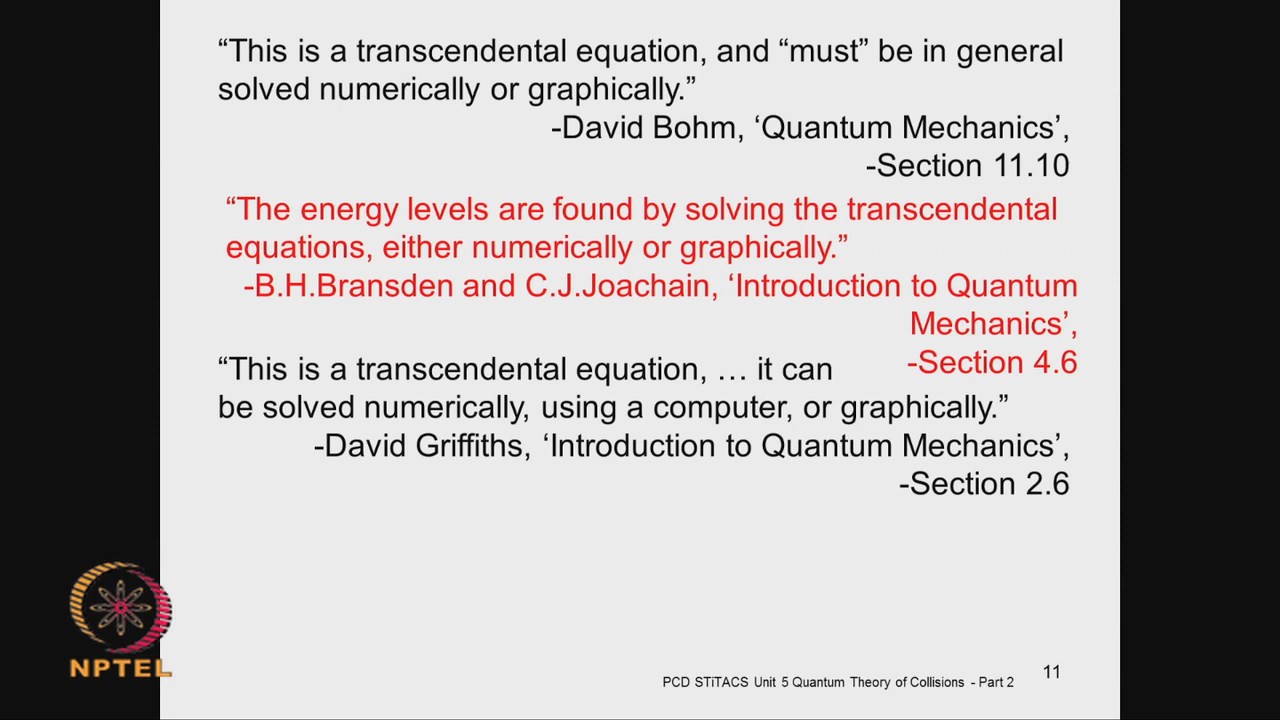 “This is a transcendental equation, and “must” be in general
solved numerically or graphically.”
-David Bohm, ‘Quantum Mechanics’,
-Section 11.10
“The energy levels are found by solving the transcendental
equations, either numerically or graphically.”
-B.H.Bransden and C.J.Joachain, ‘Introduction to Quantum
Mechanics’,
-Section 4.6
“This is a transcendental equation, … it can
be solved numerically, using a computer, or graphically.”
-David Griffiths, ‘Introduction to Quantum Mechanics’,
-Section 2.6
NPTEL
PCD STiTACS Unit 5 Quantum Theory of Collisions - Part 2
11